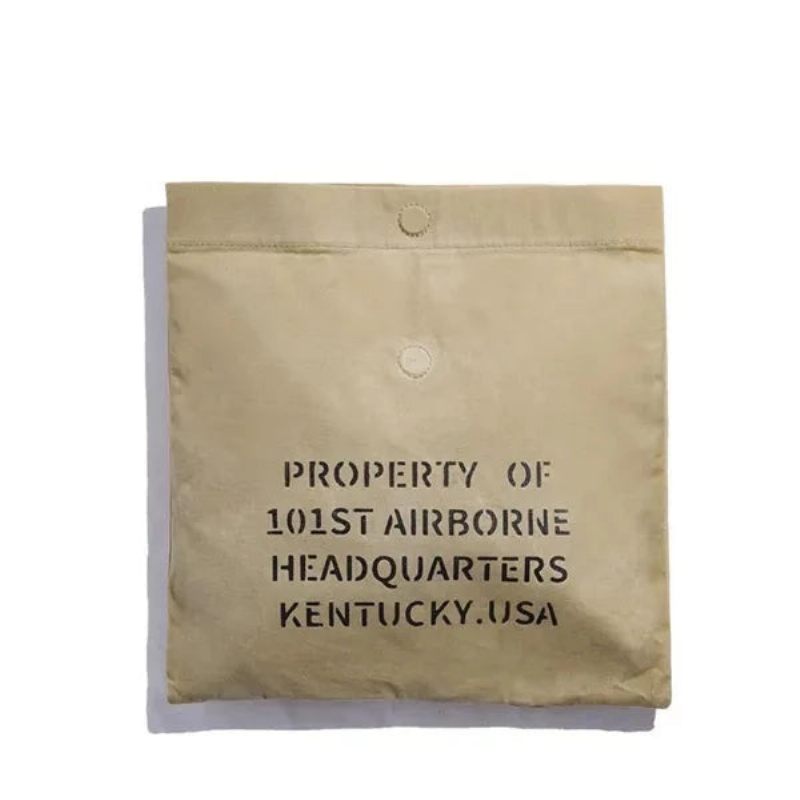 PROPERTY OF
101ST AIRBORNE
HEADQUARTERS
KENTUCKY.USA